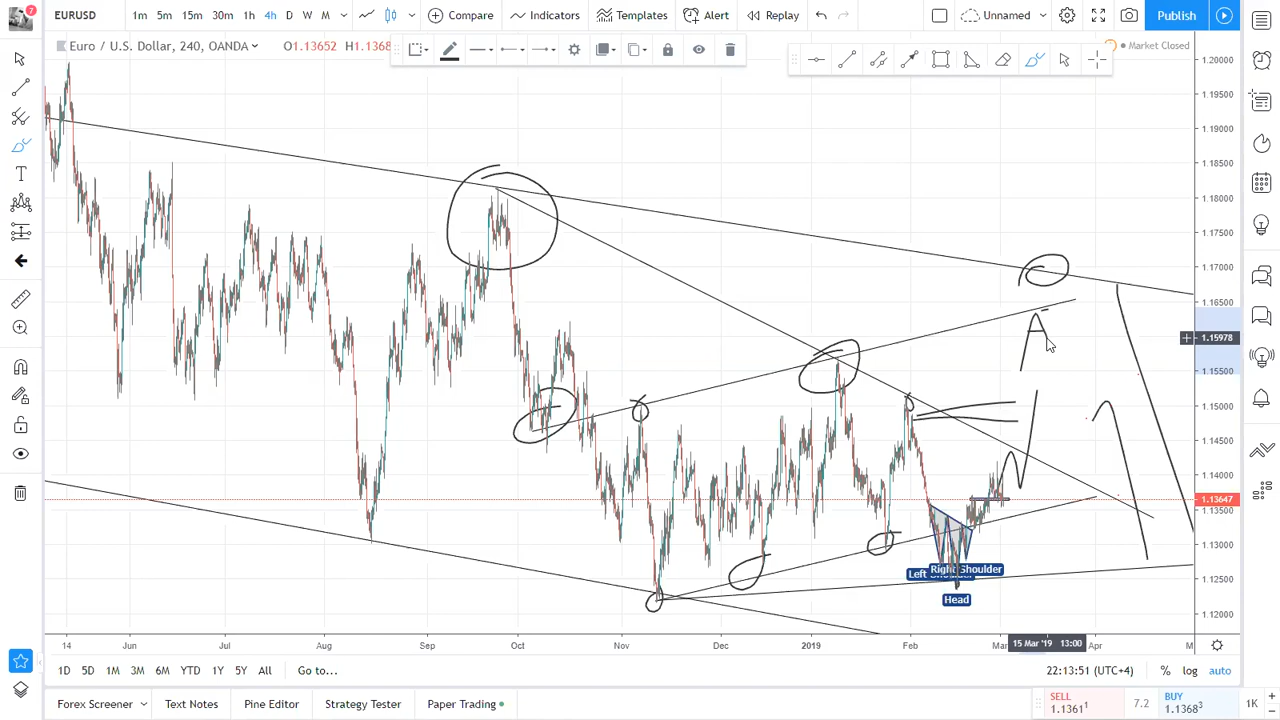 EURUSD 1m 5m 15m 30m 1h 4h D W M Compare Indicators Templates Alert Replay Unnamed Publish
7
Euro / U.S. Dollar, 240, OANDA O1.13652 H1.1368 Market Closed
1.20000
1.19500
1.19000
1.18500
1.18000
1.17500
1.17000
1.16500
A
1.15978
1.15500
1.15000
1.14500
1.14000
1.13647
1.13500
1.13000
Left Right Shoulder
1.12500
Head
1.12000
14 Jun Jul Aug Sep Oct Nov Dec 2019 Feb 15 Mar '19 13:00 Apr
1D 5D 1M 3M 6M YTD 1Y 5Y All Go to... 22:13:51 (UTC+4) % log auto
Forex Screener Text Notes Pine Editor Strategy Tester Paper Trading SELL 7.2 BUY 1K
1.13611 1.13683